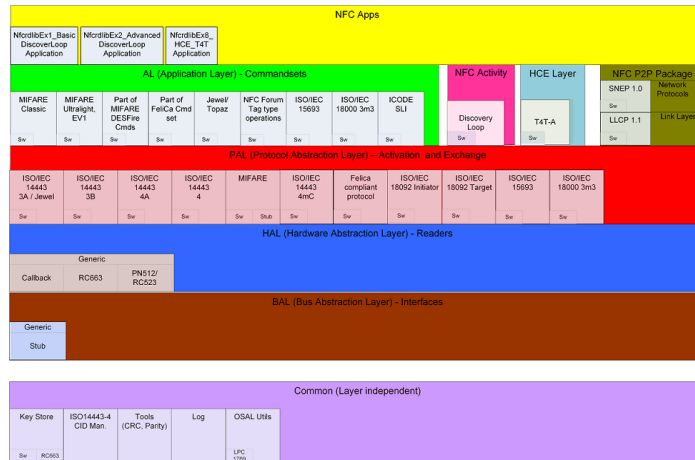 NFC Apps
NfcrdlibEx1_Basic
DiscoverLoop
Application
NfcrdlibEx2_Advanced
DiscoverLoop
Application
NfcrdlibEx8_
HCE_T4T
Application
AL (Application Layer) - Commandsets
MIFARE
Classic
Sw
MIFARE
Ultralight,
EV1
Sw
Part of
MIFARE
DESFire
Cmds
Sw
Part of
FeliCa Cmd
set
Sw
Jewel/
Topaz
Sw
NFC Forum
Tag type
operations
Sw
ISO/IEC
15693
Sw
ISO/IEC
18000 3m3
Sw
ICODE
SLI
Sw
NFC Activity
Discovery
Loop
Sw
HCE Layer
T4T-A
Sw
NFC P2P Package
SNEP 1.0
Sw
Network
Protocols
LLCP 1.1
Sw
Link Layer
PAL (Protocol Abstraction Layer) – Activation and Exchange
ISO/IEC
14443
3A / Jewel
Sw
ISO/IEC
14443
3B
Sw
ISO/IEC
14443
4A
Sw
ISO/IEC
14443
4
Sw
MIFARE
Sw Stub
ISO/IEC
14443
4mC
Sw
Felica
compliant
protocol
Sw
ISO/IEC
18092 Initiator
Sw
ISO/IEC
18092 Target
Sw
ISO/IEC
15693
Sw
ISO/IEC
18000 3m3
Sw
HAL (Hardware Abstraction Layer) - Readers
Generic
Callback
RC663
PN512/
RC523
BAL (Bus Abstraction Layer) - Interfaces
Generic
Stub
Common (Layer independent)
Key Store
Sw RC663
ISO14443-4
CID Man.
Tools
(CRC, Parity)
Log
OSAL Utils
LPC
1769